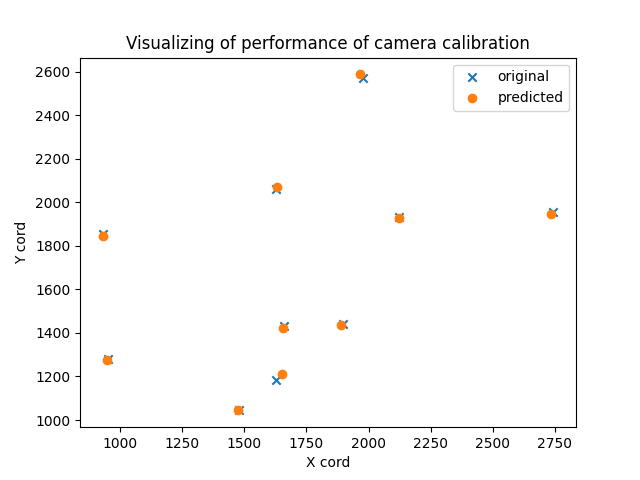 Visualizing of performance of camera calibration
original
predicted
2600
2400
2200
2000
1800
1600
1400
1200
1000
Y cord
1000 1250 1500 1750 2000 2250 2500 2750
X cord